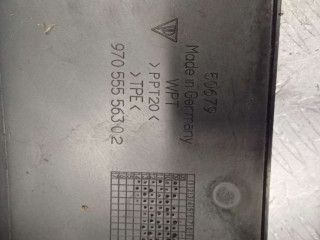 50679
Made in Germany
WPT
>PPT20<
>TPE<
970 555 563 02